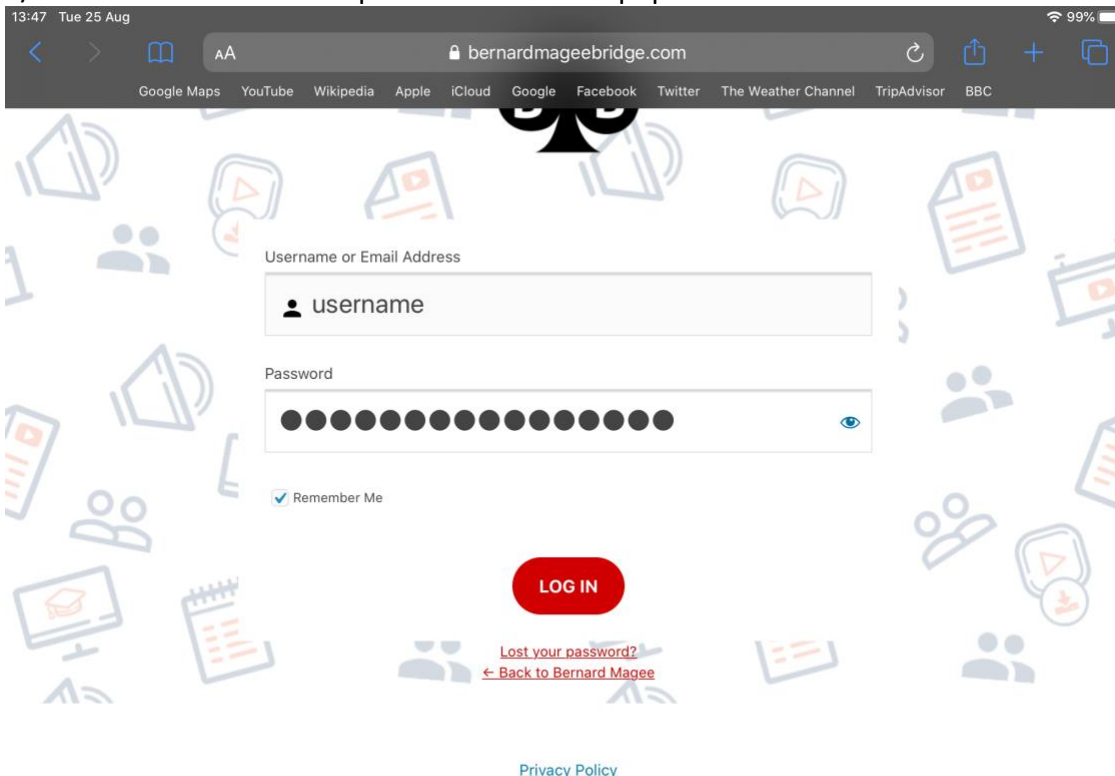 13:47 Tue 25 Aug 99%
AA bernardmageebridge.com
Google Maps YouTube Wikipedia Apple iCloud Google Facebook Twitter The Weather Channel TripAdvisor BBC
B B
Username or Email Address
username
Password
Remember Me
LOG IN
Lost your password?
← Back to Bernard Magee
Privacy Policy